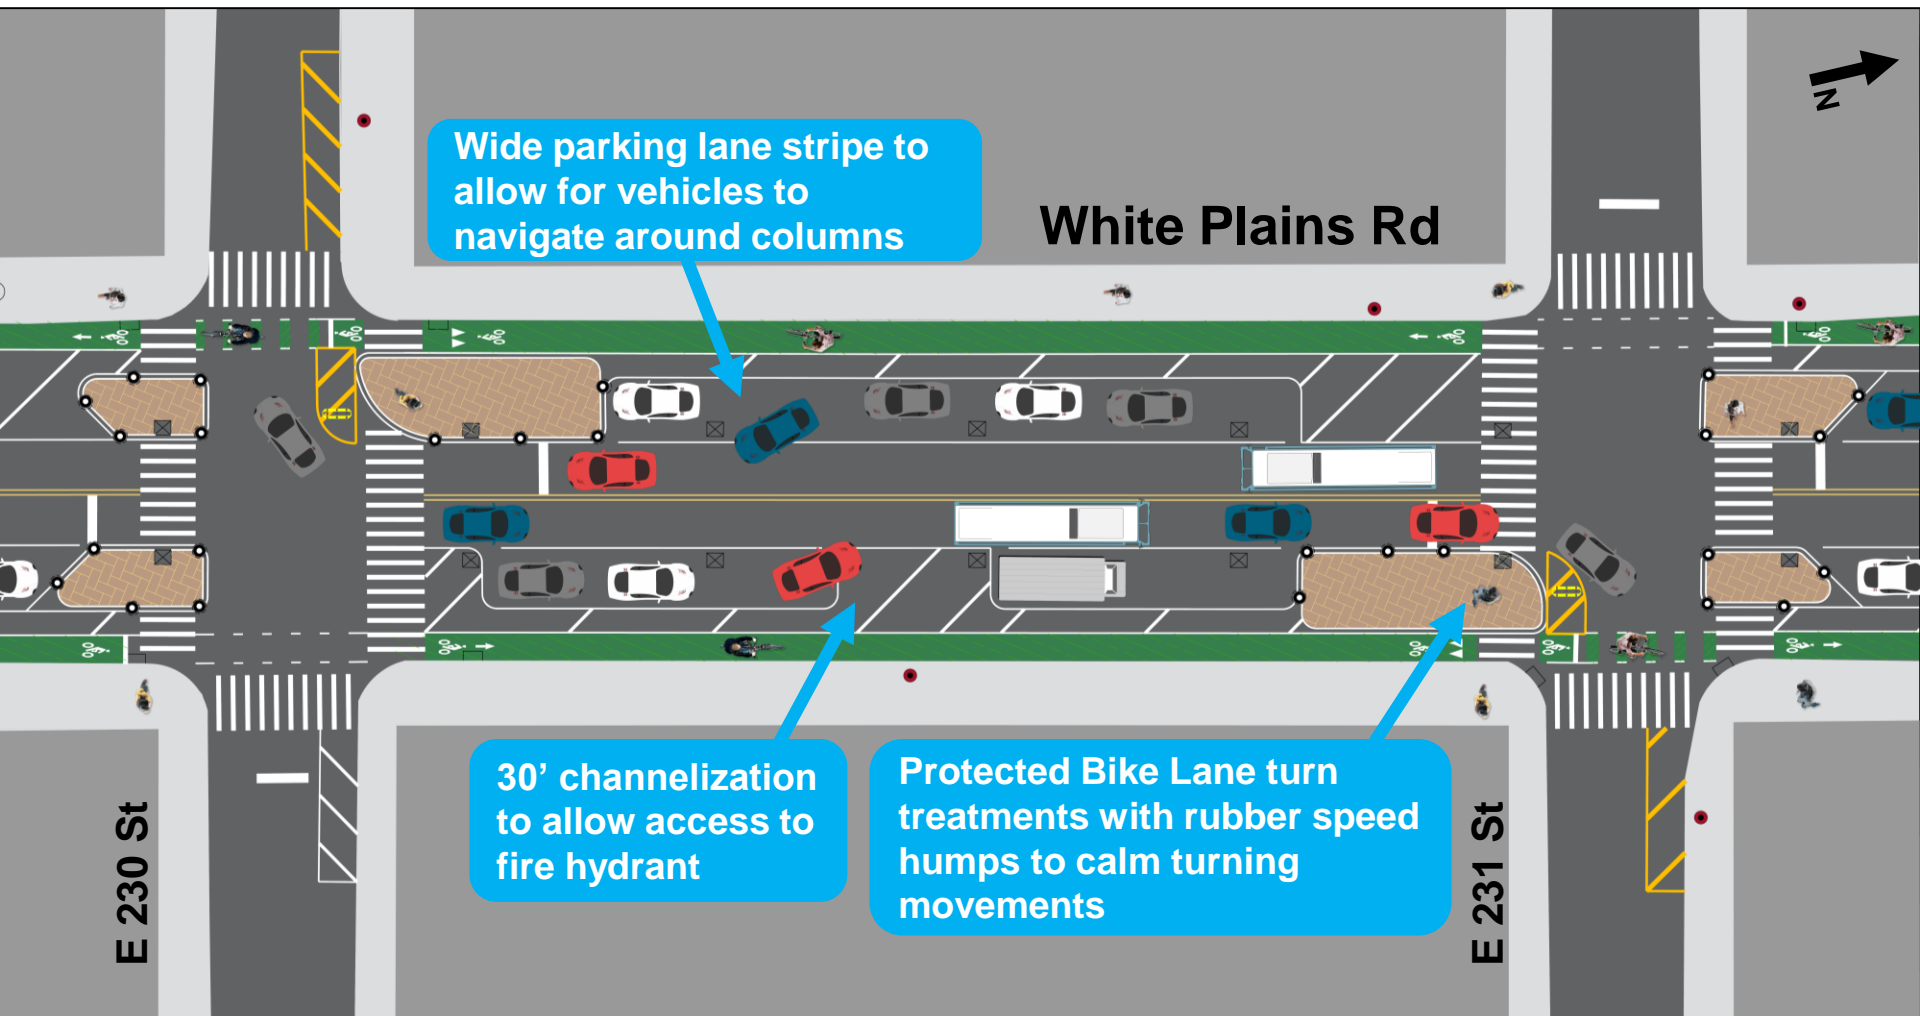 N
Wide parking lane stripe to
allow for vehicles to
navigate around columns
White Plains Rd
30’ channelization
to allow access to
fire hydrant
Protected Bike Lane turn
treatments with rubber speed
humps to calm turning
movements
E 230 St
E 231 St